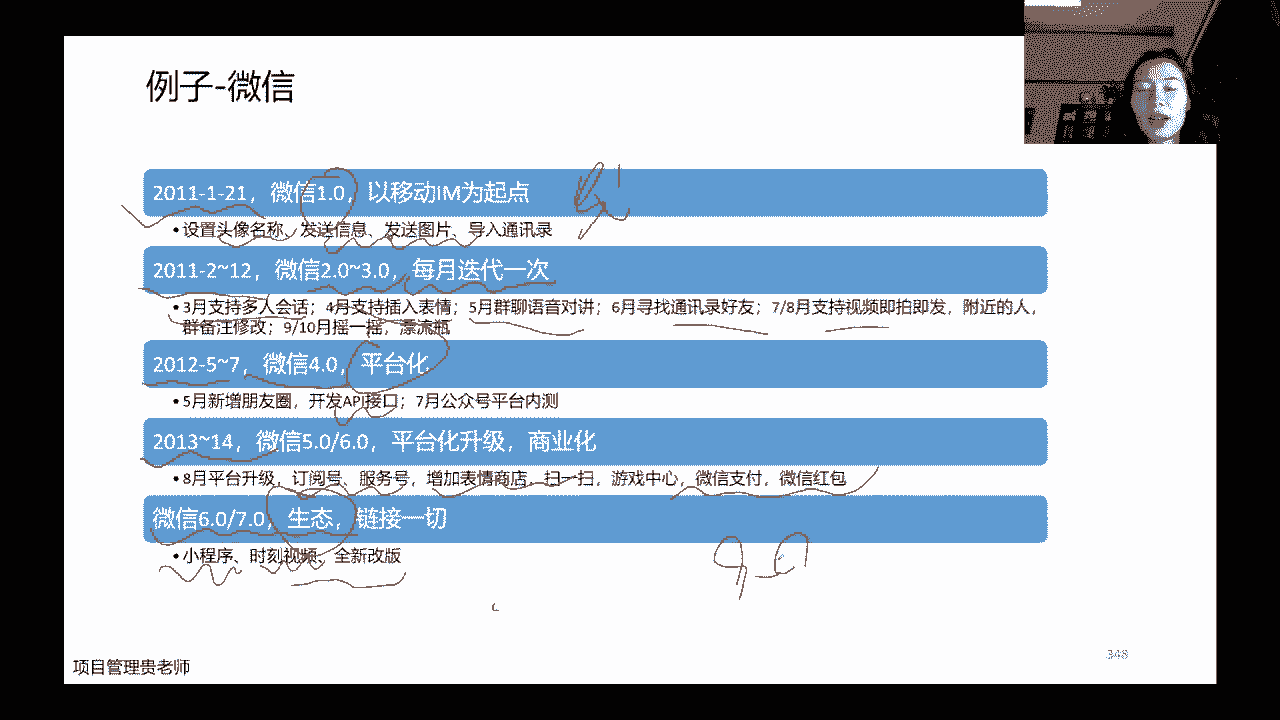 例子-微信
2011-1-21，微信1.0，以移动IM为起点
•设置头像名称、发送信息、发送图片、导入通讯录
2011-2~12，微信2.0~3.0，每月迭代一次
•3月支持多人会话；4月支持插入表情；5月群聊语音对讲；6月寻找通讯录好友；7/8月支持视频即拍即发，附近的人，
群备注修改；9/10月摇一摇，漂流瓶
2012-5~7，微信4.0，平台化
•5月新增朋友圈，开发API接口；7月公众号平台内测
2013~14，微信5.0/6.0，平台化升级，商业化
•8月平台升级，订阅号、服务号，增加表情商店，扫一扫，游戏中心，微信支付，微信红包
微信6.0/7.0，生态，链接一切
•小程序、时刻视频、全新改版
项目管理贵老师
348